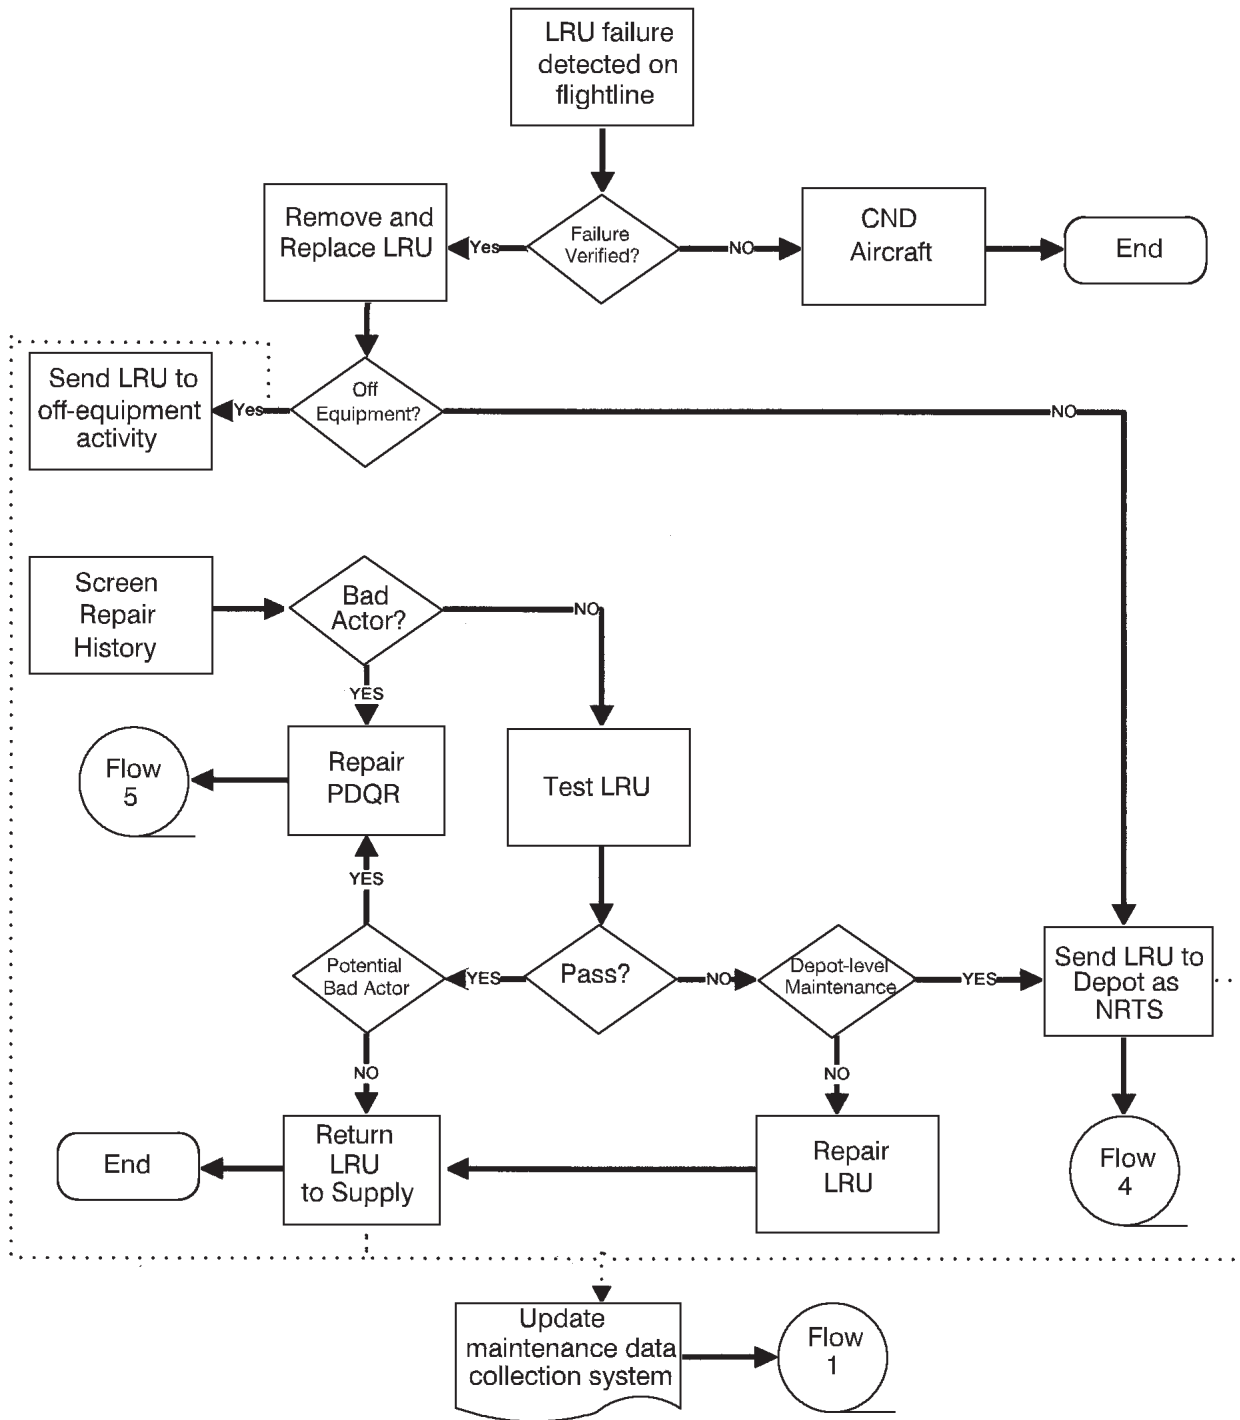 LRU failure
detected on
flightline
Remove and
Replace LRU
Yes
Failure
Verified?
NO
CND
Aircraft
End
Send LRU to
off-equipment
activity
Yes
Off
Equipment?
NO
Screen
Repair
History
Bad
Actor?
NO
YES
Flow
5
Repair
PDQR
Test LRU
YES
Potential
Bad Actor
YES
Pass?
NO
Depot-level
Maintenance
YES
Send LRU to
Depot as
NRTS
NO
NO
End
Return
LRU
to Supply
Repair
LRU
Flow
4
Update
maintenance data
collection system
Flow
1